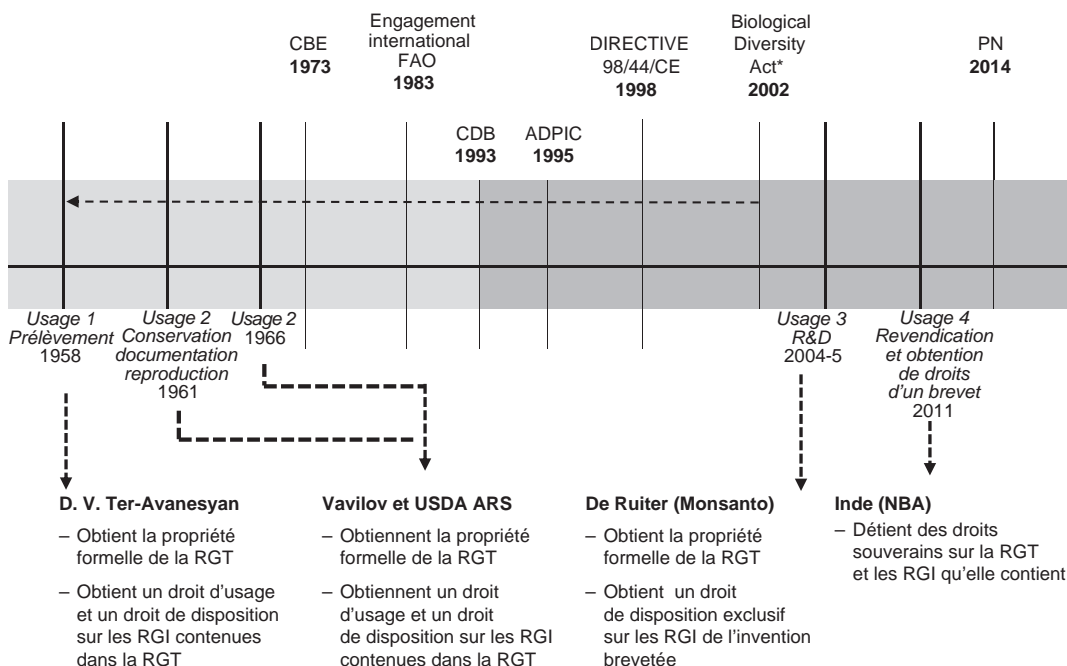 CBE
1973
Engagement
international
FAO
1983
CDB
1993
ADPIC
1995
DIRECTIVE
98/44/CE
1998
Biological
Diversity
Act*
2002
PN
2014
Usage 1
Prélèvement
1958
Usage 2
Conservation
documentation
reproduction
1961
Usage 2
1966
Usage 3
R&D
2004-5
Usage 4
Revendication
et obtention
de droits
d'un brevet
2011
D. V. Ter-Avanesyan
– Obtient la propriété
formelle de la RGT
– Obtient un droit d'usage
et un droit de disposition
sur les RGI contenues
dans la RGT
Vavilov et USDA ARS
– Obtiennent la propriété
formelle de la RGT
– Obtiennent un droit
d'usage et un droit
de disposition sur les RGI
contenues dans la RGT
De Ruiter (Monsanto)
– Obtient la propriété
formelle de la RGT
– Obtient un droit
de disposition exclusif
sur les RGI de l'invention
brevetée
Inde (NBA)
– Détient des droits
souverains sur la RGT
et les RGI qu'elle contient